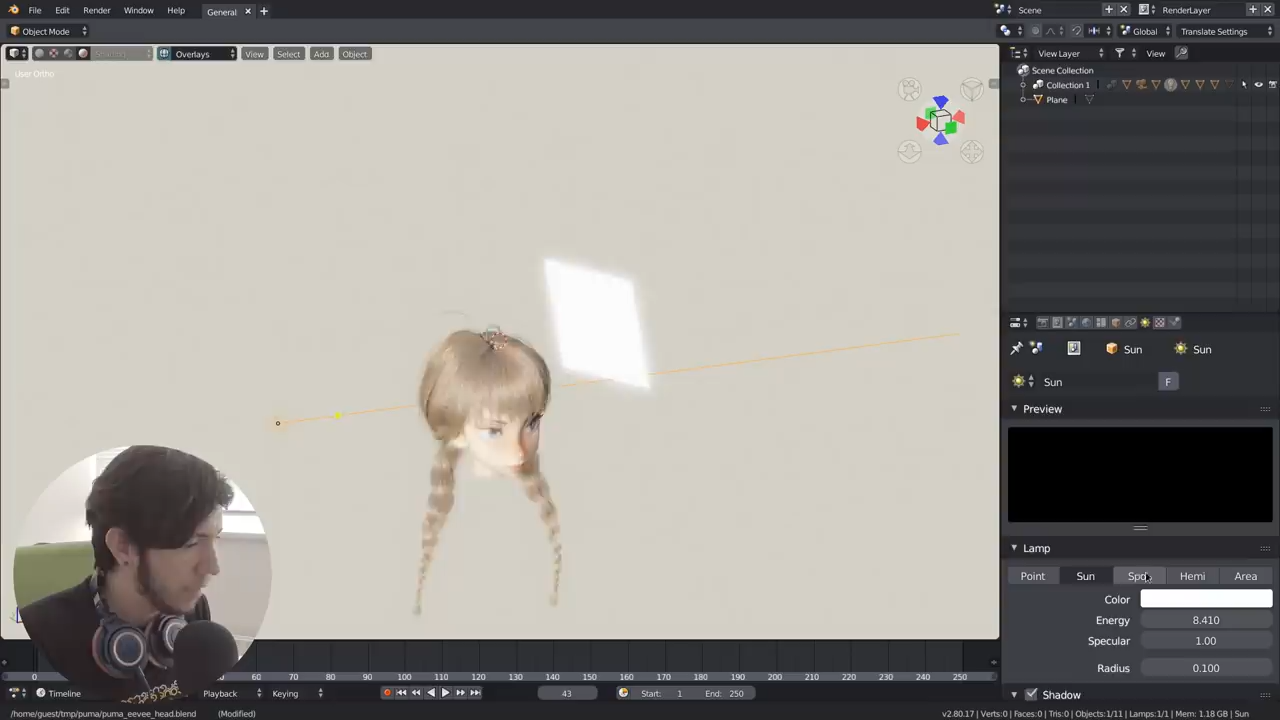 File Edit Render Window Help General Scene RenderLayer
Object Mode Global Translate Settings
Overlays View Select Add Object View Layer View
User Ortho
Scene Collection
Collection 1
Plane
Sun Sun
Sun F
Preview
Lamp
Point Sun Spo Hemi Area
Color
Energy 8.410
Specular 1.00
Radius 0.100
0 60 70 80 90 100 110 120 130 140 150 160 170 180 190 200 210 220 230 240 250
Timeline Playback Keying 43 Start: 1 End: 250 Shadow
/home/guest/tmp/puma/puma_eevee_head.blend (Modified) v2.80.17 | Verts:0 | Faces:0 | Tris:0 | Objects:1/11 | Lamps:1/1 | Mem: 1.18 GB | Sun